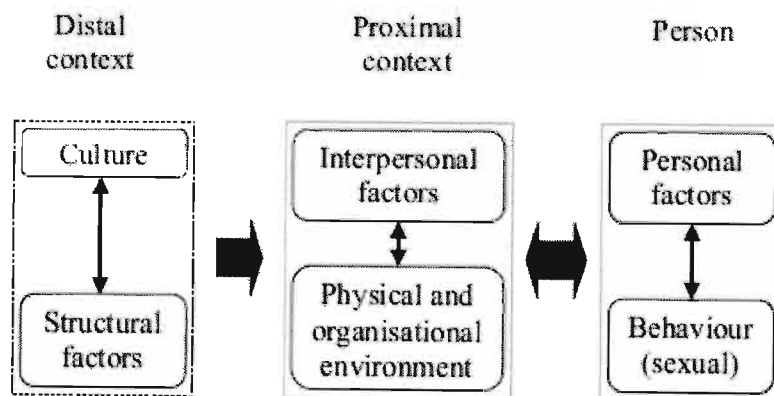 Distal
context
Proximal
context
Person
Culture
Structural
factors
Interpersonal
factors
Physical and
organisational
environment
Personal
factors
Behaviour
(sexual)